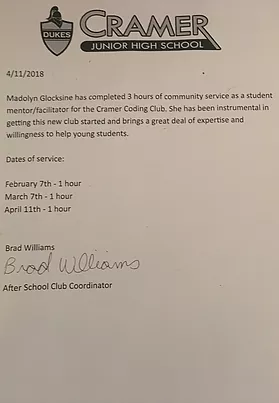 DUKES
CRAMER
JUNIOR HIGH SCHOOL
4/11/2018
Madolyn Glocksine has completed 3 hours of community service as a student
mentor/facilitator for the Cramer Coding Club. She has been instrumental in
getting this new club started and brings a great deal of expertise and
willingness to help young students.
Dates of service:
February 7th - 1 hour
March 7th - 1 hour
April 11th - 1 hour
Brad Williams
Brad Williams
After School Club Coordinator